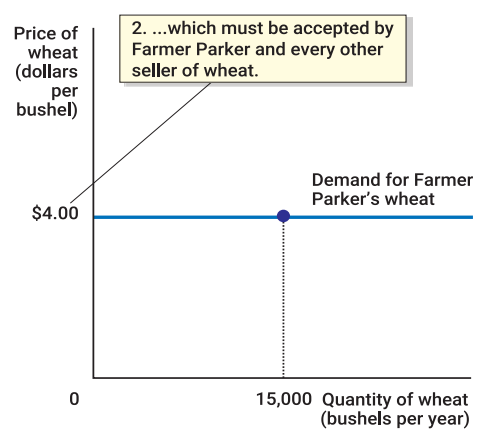 Price of
wheat
(dollars
per
bushel)
2. ...which must be accepted by
Farmer Parker and every other
seller of wheat.
Demand for Farmer
Parker's wheat
$4.00
0
15,000
Quantity of wheat
(bushels per year)